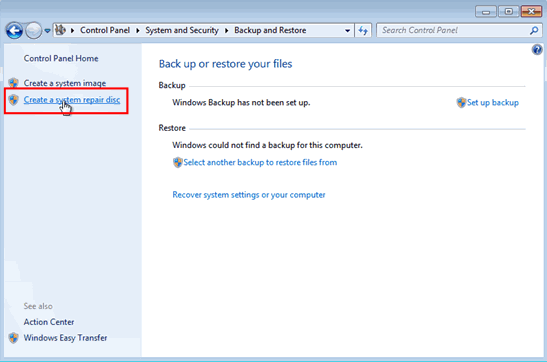 Control Panel ▸ System and Security ▸ Backup and Restore
Search Control Panel
Control Panel Home
Create a system image
Create a system repair disc
See also
Action Center
Windows Easy Transfer
Back up or restore your files
Backup
Windows Backup has not been set up.
Set up backup
Restore
Windows could not find a backup for this computer.
Select another backup to restore files from
Recover system settings or your computer